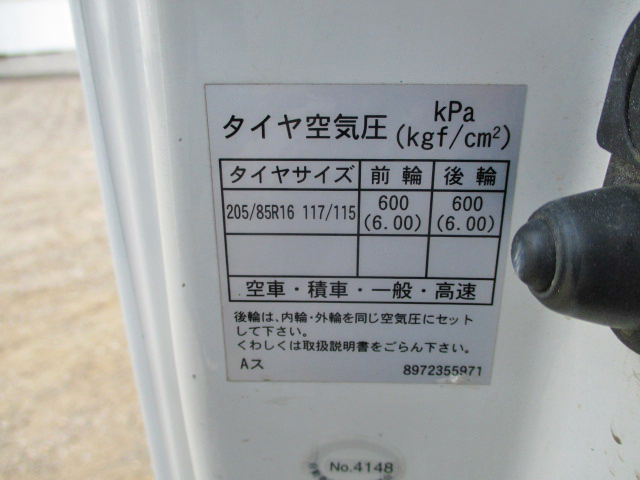 タイヤ空気圧 kPa
(kgf/cm²)
タイヤサイズ 前輪 後輪
205/85R16 117/115 600 (6.00) 600 (6.00)
空車・積車・一般・高速
後輪は、内輪・外輪を同じ空気圧にセット
して下さい。
くわしくは取扱説明書をごらん下さい。
Aス 8972355971
No.4148